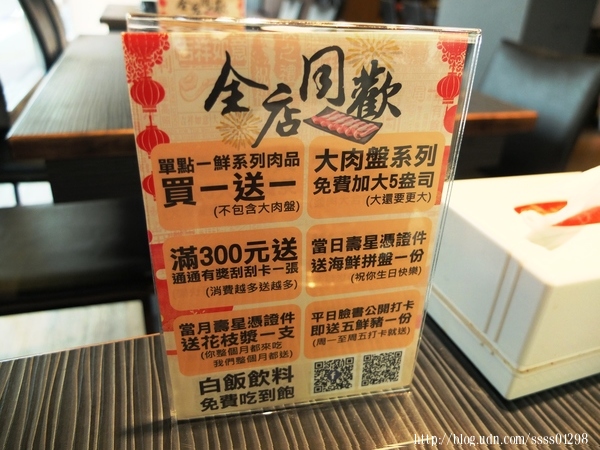 全店同歡
單點一鮮系列肉品
買一送一
(不包含大肉盤)
大肉盤系列
免費加大5盎司
(大還要更大)
滿300元送
通通有獎刮刮卡一張
(消費越多送越多)
當日壽星憑證件
送海鮮拼盤一份
(祝你生日快樂)
當月壽星憑證件
送花枝漿一支
(你整個月都來吃
我們整個月都送)
平日臉書公開打卡
即送五鮮豬一份
(周一至周五打卡就送)
白飯飲料
免費吃到飽
http://blog.udn.com/ssss01298